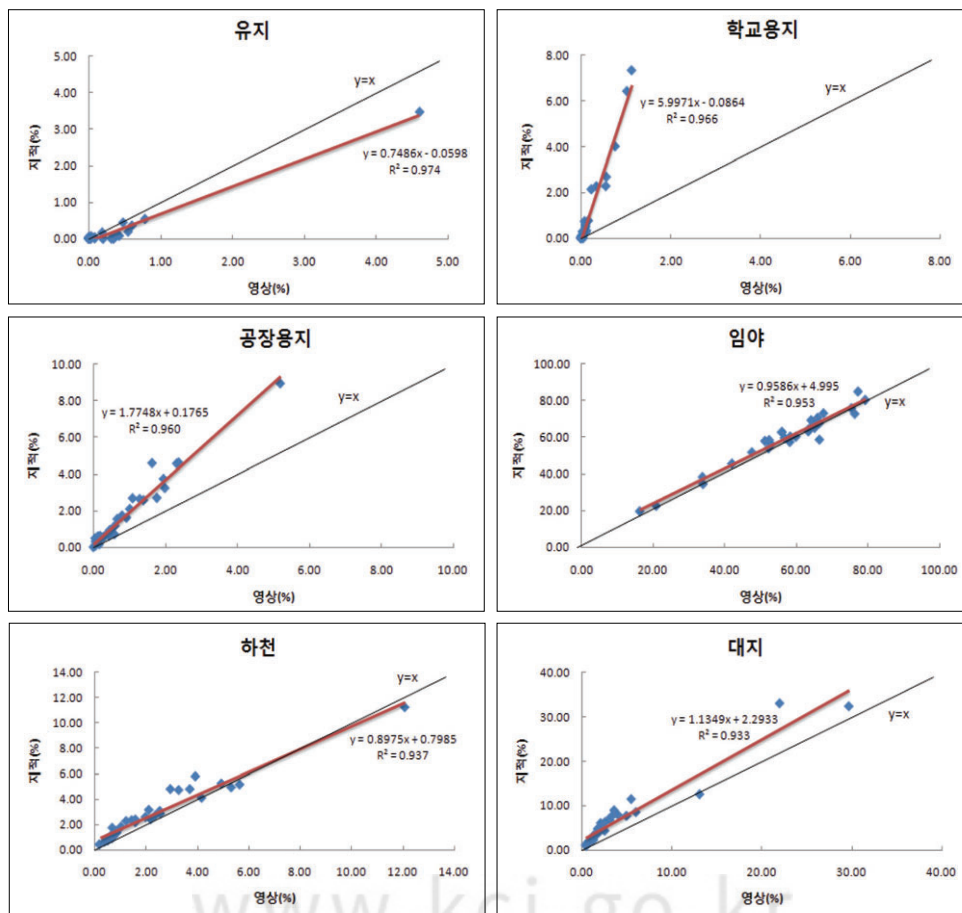 유지
5.00
4.00
3.00
2.00
1.00
0.00
지적(%)
y=x
y = 0.7486x - 0.0598
R² = 0.974
0.00 1.00 2.00 3.00 4.00 5.00
영상(%)
학교용지
8.00
6.00
4.00
2.00
0.00
지적(%)
y=x
y = 5.9971x - 0.0864
R² = 0.966
0.00 2.00 4.00 6.00 8.00
영상(%)
공장용지
10.00
8.00
6.00
4.00
2.00
0.00
지적(%)
y=x
y = 1.7748x + 0.1765
R² = 0.960
0.00 2.00 4.00 6.00 8.00 10.00
영상(%)
임야
100.00
80.00
60.00
40.00
20.00
0.00
지적(%)
y = 0.9586x + 4.995
R² = 0.953
y=x
0.00 20.00 40.00 60.00 80.00 100.00
영상(%)
하천
14.00
12.00
10.00
8.00
6.00
4.00
2.00
0.00
지적(%)
y=x
y = 0.8975x + 0.7985
R² = 0.937
0.00 2.00 4.00 6.00 8.00 10.00 12.00 14.00
영상(%)
대지
40.00
30.00
20.00
10.00
0.00
지적(%)
y = 1.1349x + 2.2933
R² = 0.933
y=x
0.00 10.00 20.00 30.00 40.00
영상(%)
www.kci.go.kr